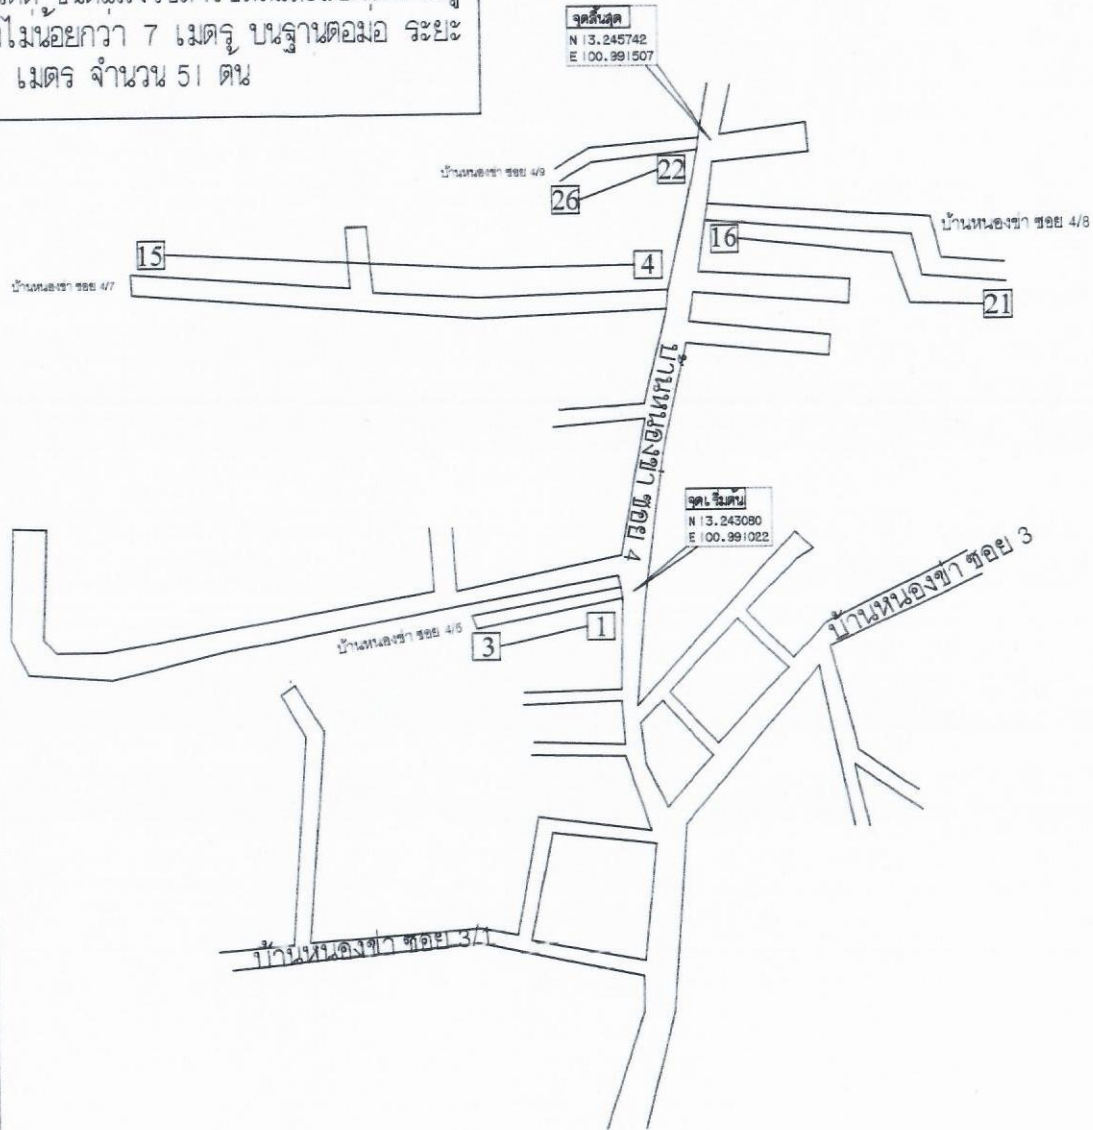 ไม่น้อยกว่า 7 เมตร บนฐานตอม่อ ระยะ
เมตร จำนวน 51 ต้น
จุดสิ้นสุด
N 13.245742
E 100.991507
บ้านหนองข่า ซอย 4/9
22
26
บ้านหนองข่า ซอย 4/8
16
15
4
บ้านหนองข่า ซอย 4/7
21
บ้านหนองข่า ซอย 4
จุดเริ่มต้น
N 13.243080
E 100.991022
บ้านหนองข่า ซอย 3
1
บ้านหนองข่า ซอย 4/5
3
บ้านหนองข่า ซอย 3/1